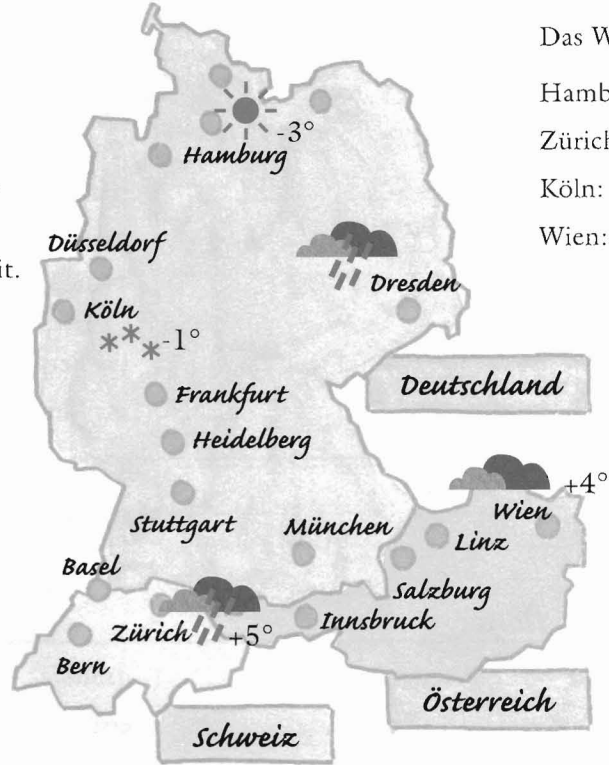 Das W
Hamb
-3°
Hamburg
Zürich
Köln:
Wien:
Düsseldorf
it.
Dresden
Köln
-1°
Frankfurt
Deutschland
Heidelberg
+4°
Wien
Stuttgart
München
Linz
Basel
Salzburg
Zürich
+5°
Innsbruck
Bern
Österreich
Schweiz